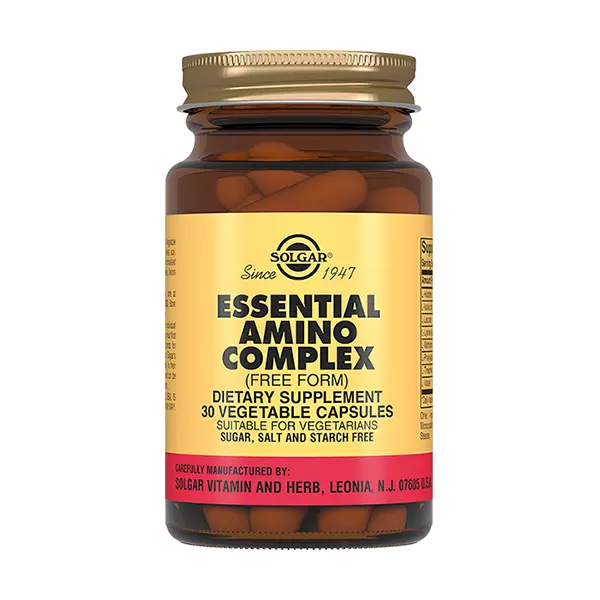 SOLGAR®
Since 1947
ESSENTIAL
AMINO
COMPLEX
(FREE FORM)
DIETARY SUPPLEMENT
30 VEGETABLE CAPSULES
SUITABLE FOR VEGETARIANS
SUGAR, SALT AND STARCH FREE
CAREFULLY MANUFACTURED BY:
SOLGAR VITAMIN AND HERB, LEONIA, N.J. 07605 U.S.A.